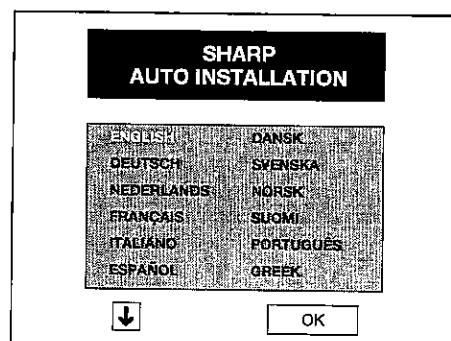 SHARP
AUTO INSTALLATION
ENGLISH
DEUTSCH
NEDERLANDS
FRANÇAIS
ITALIANO
ESPAÑOL
DANSK
SVENSKA
NORSK
SUOMI
PORTUGUÊS
GREEK
OK